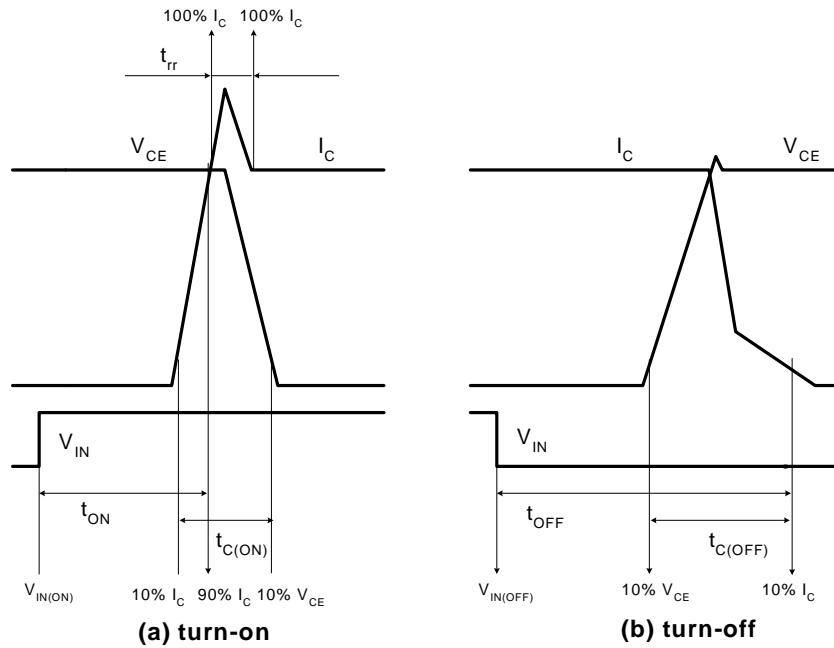 100% I_C 100% I_C
t_rr
V_CE I_C
I_C V_CE
V_IN
V_IN
t_ON
t_OFF
t_C(ON)
t_C(OFF)
V_IN(ON) 10% I_C 90% I_C 10% V_CE
V_IN(OFF) 10% V_CE 10% I_C
(a) turn-on
(b) turn-off